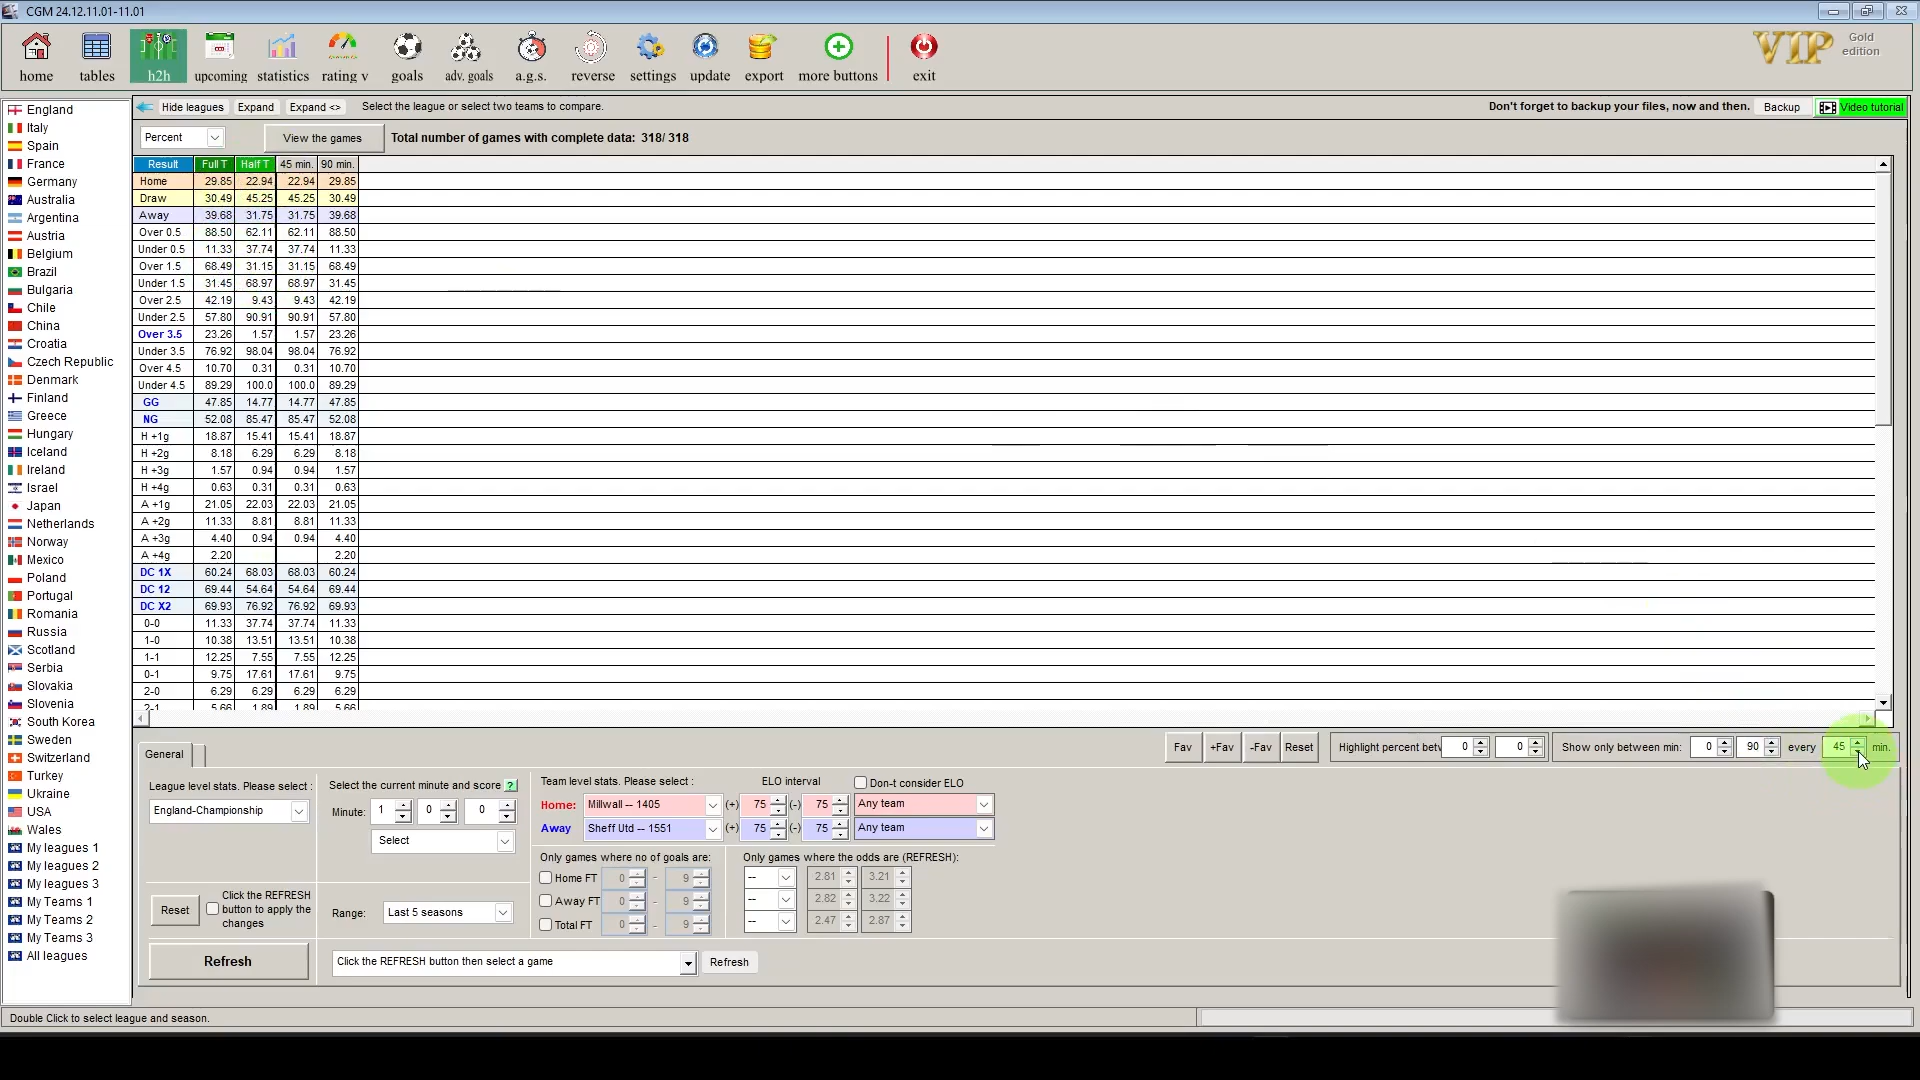 CGM 24.12.11.01-11.01
home tables h2h upcoming statistics rating v goals adv. goals a.g.s. reverse settings update export more buttons exit
VIP Gold edition
Hide leagues Expand Expand <> Select the league or select two teams to compare. Don't forget to backup your files, now and then. Backup Video tutorial
Percent View the games Total number of games with complete data: 318/ 318
England
Italy
Spain
France
Germany
Australia
Argentina
Austria
Belgium
Brazil
Bulgaria
Chile
China
Croatia
Czech Republic
Denmark
Finland
Greece
Hungary
Iceland
Ireland
Israel
Japan
Netherlands
Norway
Mexico
Poland
Portugal
Romania
Russia
Scotland
Serbia
Slovakia
Slovenia
South Korea
Sweden
Switzerland
Turkey
Ukraine
USA
Wales
My leagues 1
My leagues 2
My leagues 3
My Teams 1
My Teams 2
My Teams 3
All leagues
Result Full T Half T 45 min. 90 min.
Home 29.85 22.94 22.94 29.85
Draw 30.49 45.25 45.25 30.49
Away 39.68 31.75 31.75 39.68
Over 0.5 88.50 62.11 62.11 88.50
Under 0.5 11.33 37.74 37.74 11.33
Over 1.5 68.49 31.15 31.15 68.49
Under 1.5 31.45 68.97 68.97 31.45
Over 2.5 42.19 9.43 9.43 42.19
Under 2.5 57.80 90.91 90.91 57.80
Over 3.5 23.26 1.57 1.57 23.26
Under 3.5 76.92 98.04 98.04 76.92
Over 4.5 10.70 0.31 0.31 10.70
Under 4.5 89.29 100.0 100.0 89.29
GG 47.85 14.77 14.77 47.85
NG 52.08 85.47 85.47 52.08
H +1g 18.87 15.41 15.41 18.87
H +2g 8.18 6.29 6.29 8.18
H +3g 1.57 0.94 0.94 1.57
H +4g 0.63 0.31 0.31 0.63
A +1g 21.05 22.03 22.03 21.05
A +2g 11.33 8.81 8.81 11.33
A +3g 4.40 0.94 0.94 4.40
A +4g 2.20 2.20
DC 1X 60.24 68.03 68.03 60.24
DC 12 69.44 54.64 54.64 69.44
DC X2 69.93 76.92 76.92 69.93
0-0 11.33 37.74 37.74 11.33
1-0 10.38 13.51 13.51 10.38
1-1 12.25 7.55 7.55 12.25
0-1 9.75 17.61 17.61 9.75
2-0 6.29 6.29 6.29 6.29
2-1 5.66 1.89 1.89 5.66
General Fav +Fav -Fav Reset Highlight percent betw 0 0 Show only between min: 0 90 every 45 min.
League level stats. Please select :
England-Championship
Reset Click the REFRESH button to apply the changes
Refresh
Select the current minute and score ?
Minute: 1 0 0
Select
Range: Last 5 seasons
Team level stats. Please select : ELO interval Don-t consider ELO
Home: Millwall -- 1405 (+) 75 (-) 75 Any team
Away Sheff Utd -- 1551 (+) 75 (-) 75 Any team
Only games where no of goals are: Only games where the odds are (REFRESH):
Home FT 0 - 9 -- 2.81 3.21
Away FT 0 - 9 -- 2.82 3.22
Total FT 0 - 9 -- 2.47 2.87
Click the REFRESH button then select a game Refresh
Double Click to select league and season.